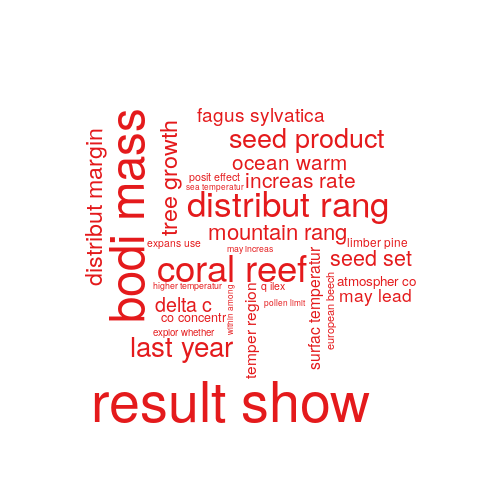 fagus sylvatica
seed product
ocean warm
posit effect
increas rate
sea temperatur
distribut rang
mountain rang
expans use
limber pine
may increas
seed set
coral reef
atmospher co
higher temperatur
q ilex
may lead
delta c
pollen limit
co concentr
explor whether
last year
result show
distribut margin
bodi mass
tree growth
within among
temper region
surfac temperatur
european beech